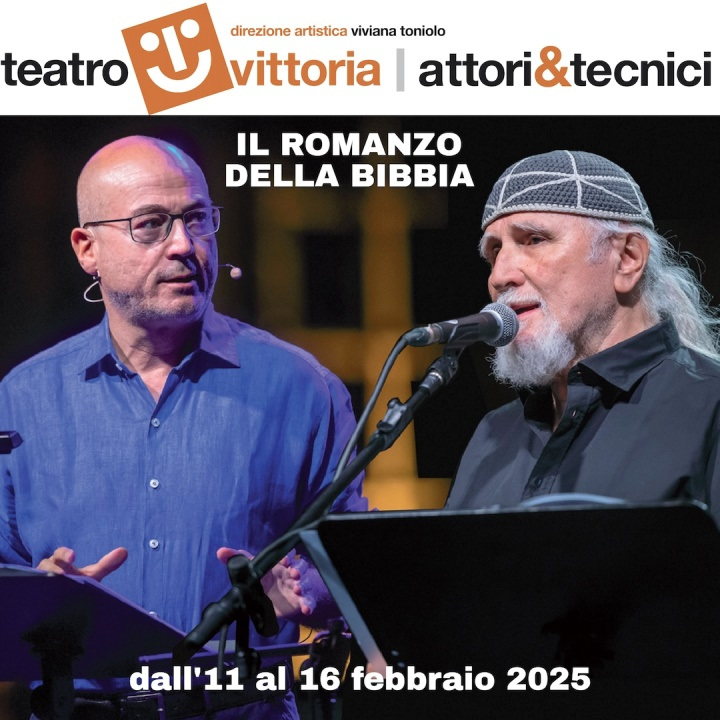 direzione artistica viviana toniolo
teatro vittoria | attori&tecnici
IL ROMANZO
DELLA BIBBIA
dall'11 al 16 febbraio 2025